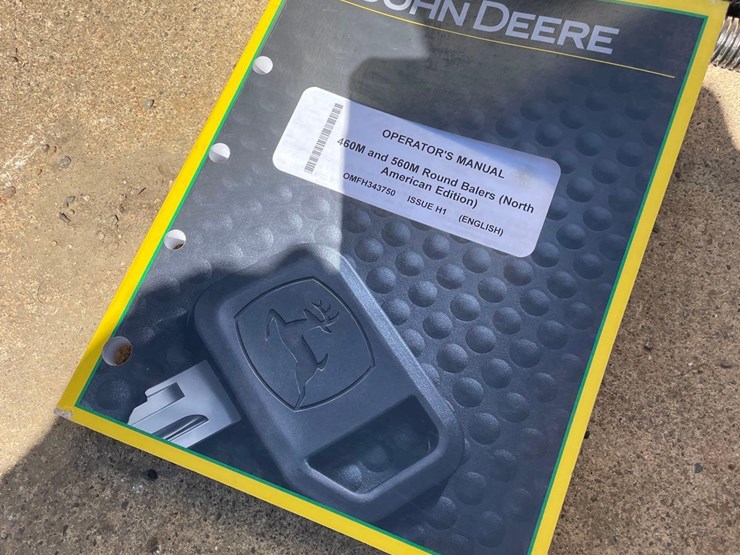 JOHN DEERE
OPERATOR'S MANUAL
460M and 560M Round Balers (North
American Edition)
OMFH343750 ISSUE H1 (ENGLISH)